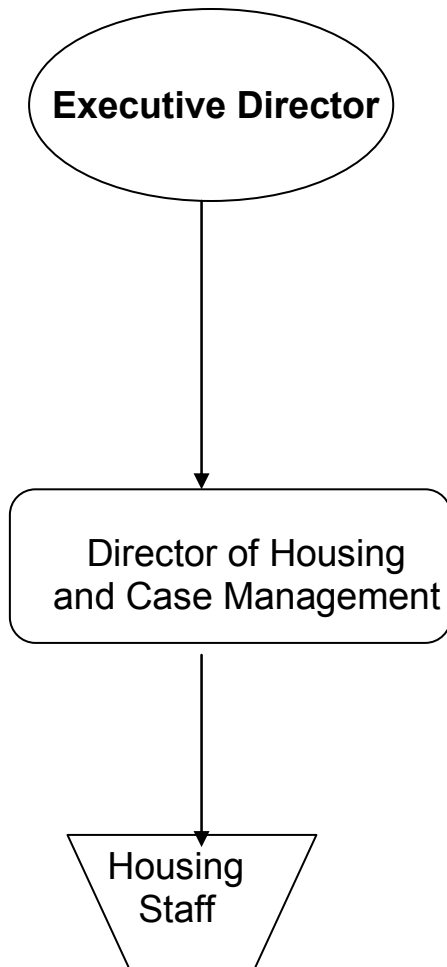 Executive Director
Director of Housing
and Case Management
Housing
Staff